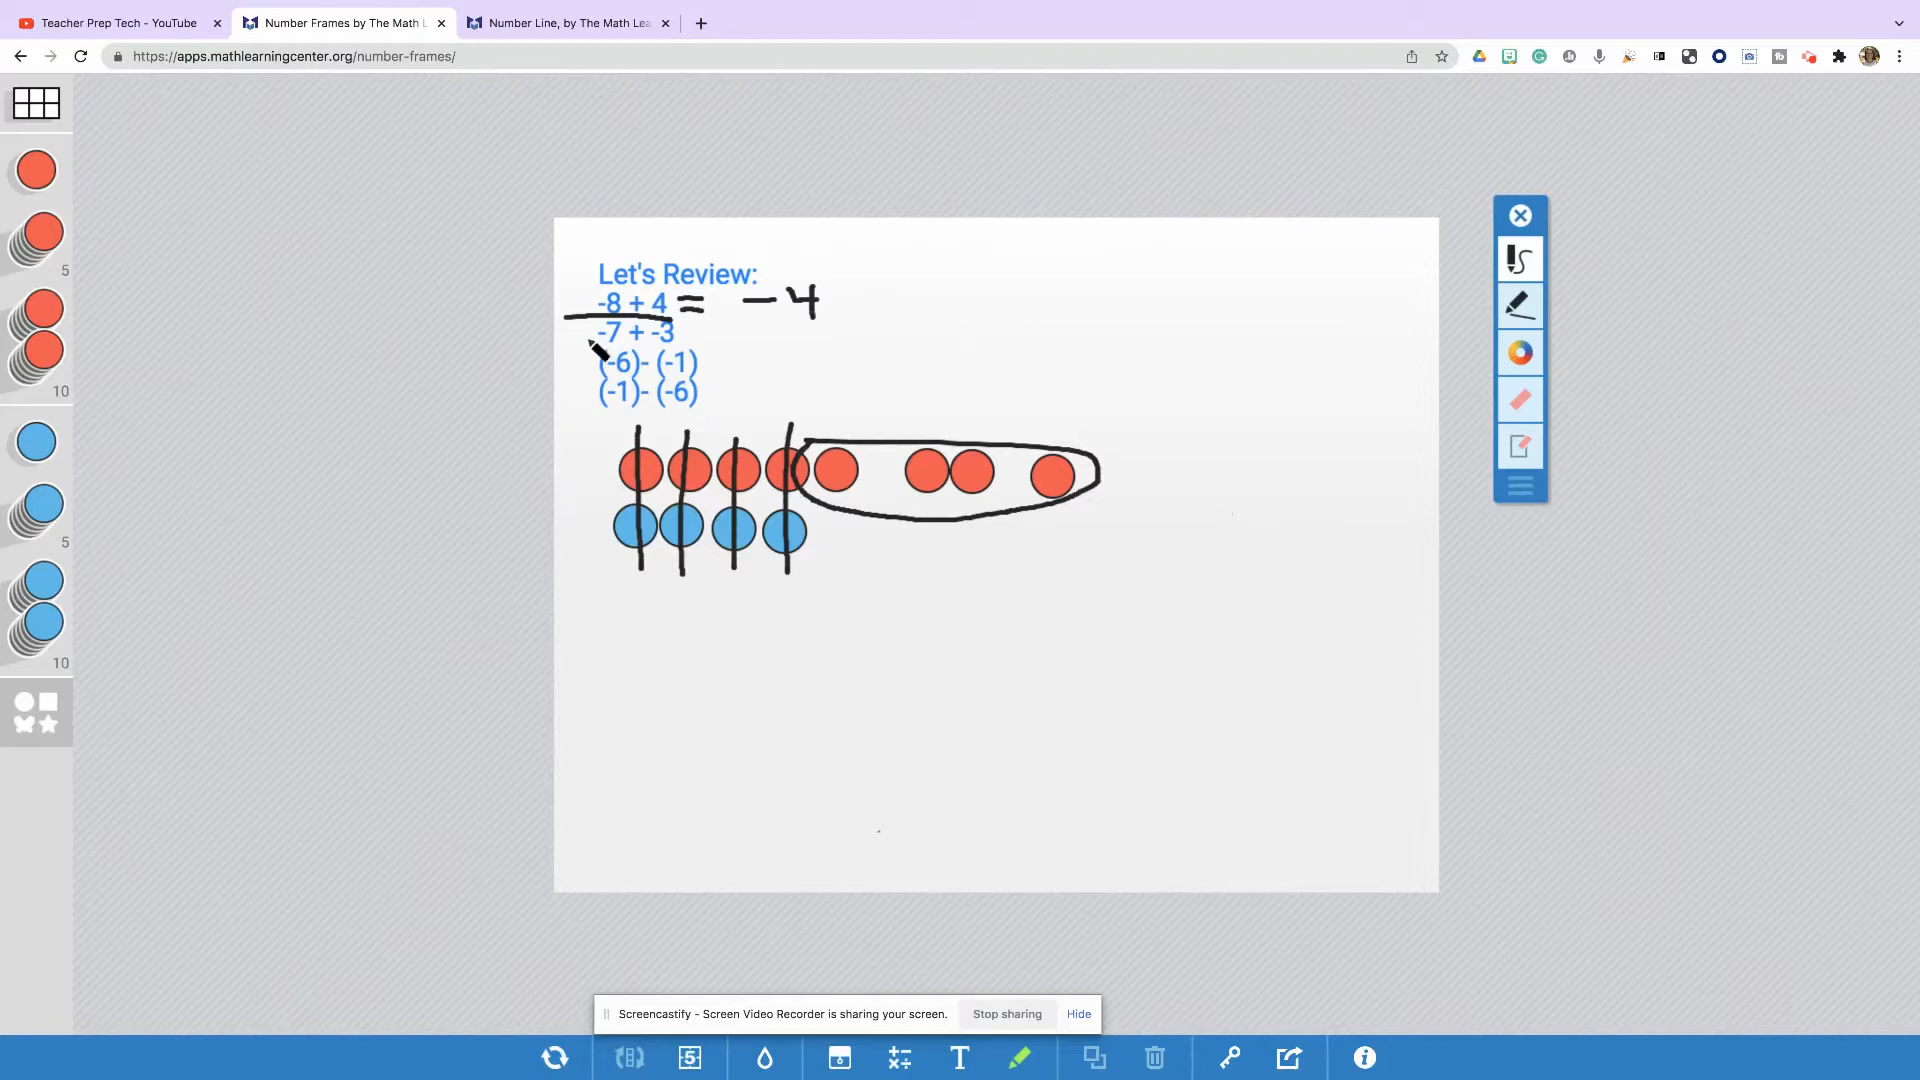 Teacher Prep Tech - YouTube
Number Frames by The Math L
Number Line, by The Math Lea
https://apps.mathlearningcenter.org/number-frames/
5
10
5
10
Let's Review:
-8 + 4 = -4
-7 + -3
(-6)- (-1)
(-1)- (-6)
Screencastify - Screen Video Recorder is sharing your screen.
Stop sharing
Hide
5
T